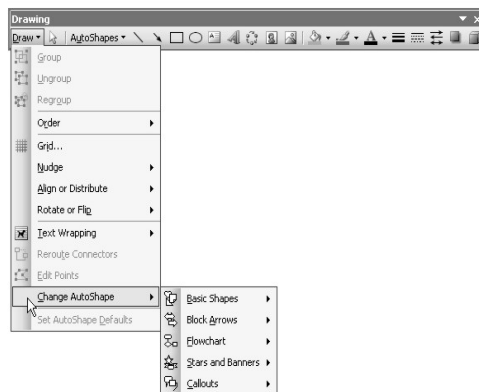 Drawing
Draw AutoShapes A
Group
Ungroup
Regroup
Order
Grid...
Nudge
Align or Distribute
Rotate or Flip
Text Wrapping
Reroute Connectors
Edit Points
Change AutoShape
Set AutoShape Defaults
Basic Shapes
Block Arrows
Flowchart
Stars and Banners
Callouts